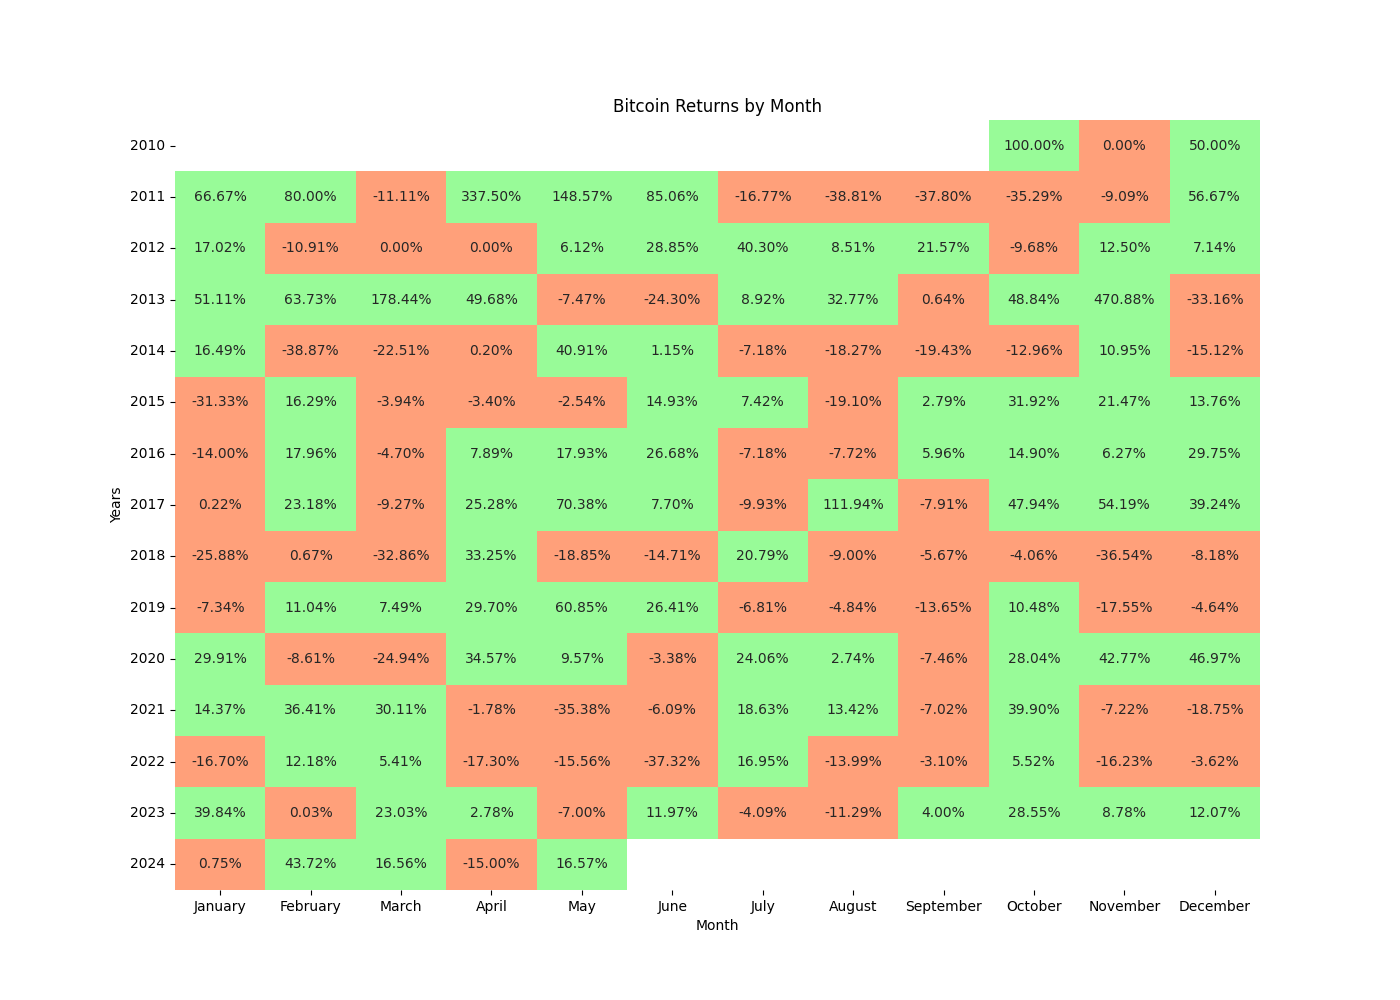 Bitcoin Returns by Month
2010 100.00% 0.00% 50.00%
2011 66.67% 80.00% -11.11% 337.50% 148.57% 85.06% -16.77% -38.81% -37.80% -35.29% -9.09% 56.67%
2012 17.02% -10.91% 0.00% 0.00% 6.12% 28.85% 40.30% 8.51% 21.57% -9.68% 12.50% 7.14%
2013 51.11% 63.73% 178.44% 49.68% -7.47% -24.30% 8.92% 32.77% 0.64% 48.84% 470.88% -33.16%
2014 16.49% -38.87% -22.51% 0.20% 40.91% 1.15% -7.18% -18.27% -19.43% -12.96% 10.95% -15.12%
2015 -31.33% 16.29% -3.94% -3.40% -2.54% 14.93% 7.42% -19.10% 2.79% 31.92% 21.47% 13.76%
2016 -14.00% 17.96% -4.70% 7.89% 17.93% 26.68% -7.18% -7.72% 5.96% 14.90% 6.27% 29.75%
Years
2017 0.22% 23.18% -9.27% 25.28% 70.38% 7.70% -9.93% 111.94% -7.91% 47.94% 54.19% 39.24%
2018 -25.88% 0.67% -32.86% 33.25% -18.85% -14.71% 20.79% -9.00% -5.67% -4.06% -36.54% -8.18%
2019 -7.34% 11.04% 7.49% 29.70% 60.85% 26.41% -6.81% -4.84% -13.65% 10.48% -17.55% -4.64%
2020 29.91% -8.61% -24.94% 34.57% 9.57% -3.38% 24.06% 2.74% -7.46% 28.04% 42.77% 46.97%
2021 14.37% 36.41% 30.11% -1.78% -35.38% -6.09% 18.63% 13.42% -7.02% 39.90% -7.22% -18.75%
2022 -16.70% 12.18% 5.41% -17.30% -15.56% -37.32% 16.95% -13.99% -3.10% 5.52% -16.23% -3.62%
2023 39.84% 0.03% 23.03% 2.78% -7.00% 11.97% -4.09% -11.29% 4.00% 28.55% 8.78% 12.07%
2024 0.75% 43.72% 16.56% -15.00% 16.57%
January February March April May June July August September October November December
Month